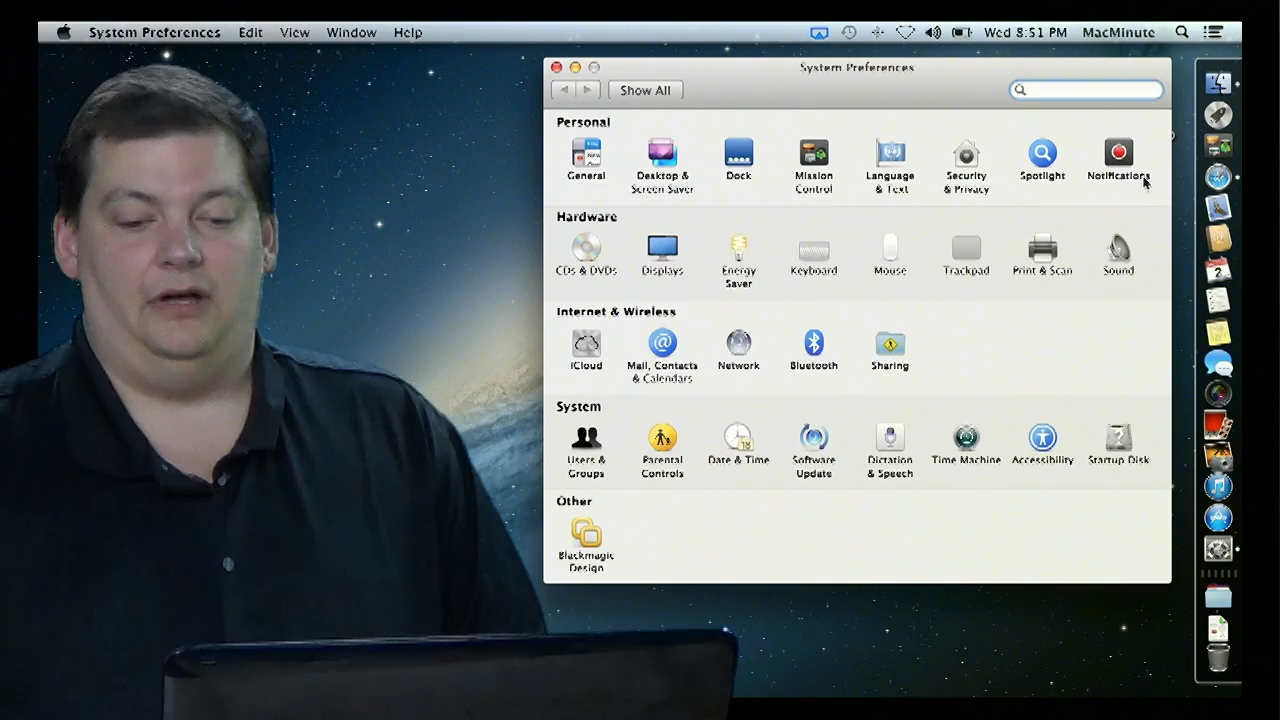 System Preferences Edit View Window Help Wed 8:51 PM MacMinute
System Preferences
Show All
Personal
General Desktop & Screen Saver Dock Mission Control Language & Text Security & Privacy Spotlight Notifications
Hardware
CDs & DVDs Displays Energy Saver Keyboard Mouse Trackpad Print & Scan Sound
Internet & Wireless
iCloud Mail, Contacts & Calendars Network Bluetooth Sharing
System
Users & Groups Parental Controls Date & Time Software Update Dictation & Speech Time Machine Accessibility Startup Disk
Other
Blackmagic Design